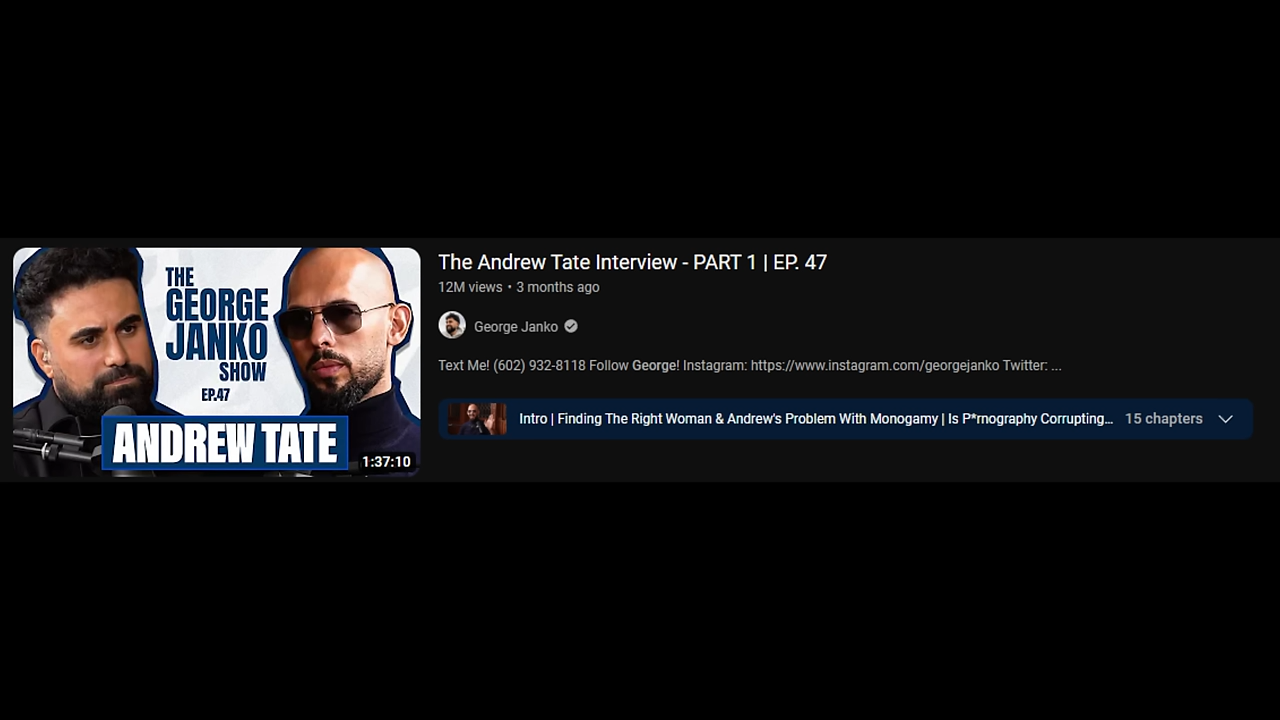 THE
GEORGE
JANKO
SHOW
EP.47
ANDREW TATE
1:37:10
The Andrew Tate Interview - PART 1 | EP. 47
12M views • 3 months ago
George Janko
Text Me! (602) 932-8118 Follow George! Instagram: https://www.instagram.com/georgejanko Twitter: ...
Intro | Finding The Right Woman & Andrew's Problem With Monogamy | Is P*rnography Corrupting... 15 chapters